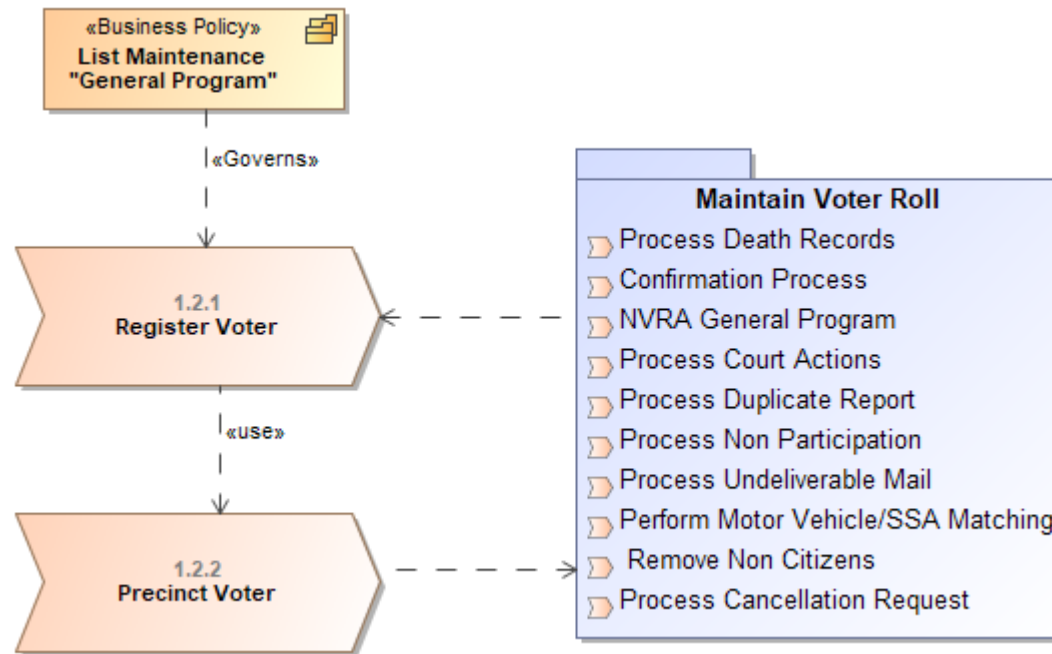 «Business Policy»
List Maintenance
"General Program"
«Governs»
1.2.1
Register Voter
«use»
1.2.2
Precinct Voter
Maintain Voter Roll
Process Death Records
Confirmation Process
NVRA General Program
Process Court Actions
Process Duplicate Report
Process Non Participation
Process Undeliverable Mail
Perform Motor Vehicle/SSA Matching
Remove Non Citizens
Process Cancellation Request